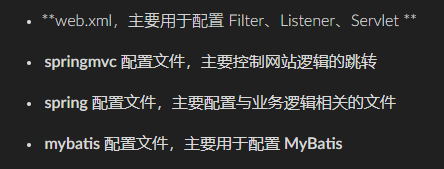 **web.xml，主要用于配置 Filter、Listener、Servlet **
springmvc 配置文件，主要控制网站逻辑的跳转
spring 配置文件，主要配置与业务逻辑相关的文件
mybatis 配置文件，主要用于配置 MyBatis